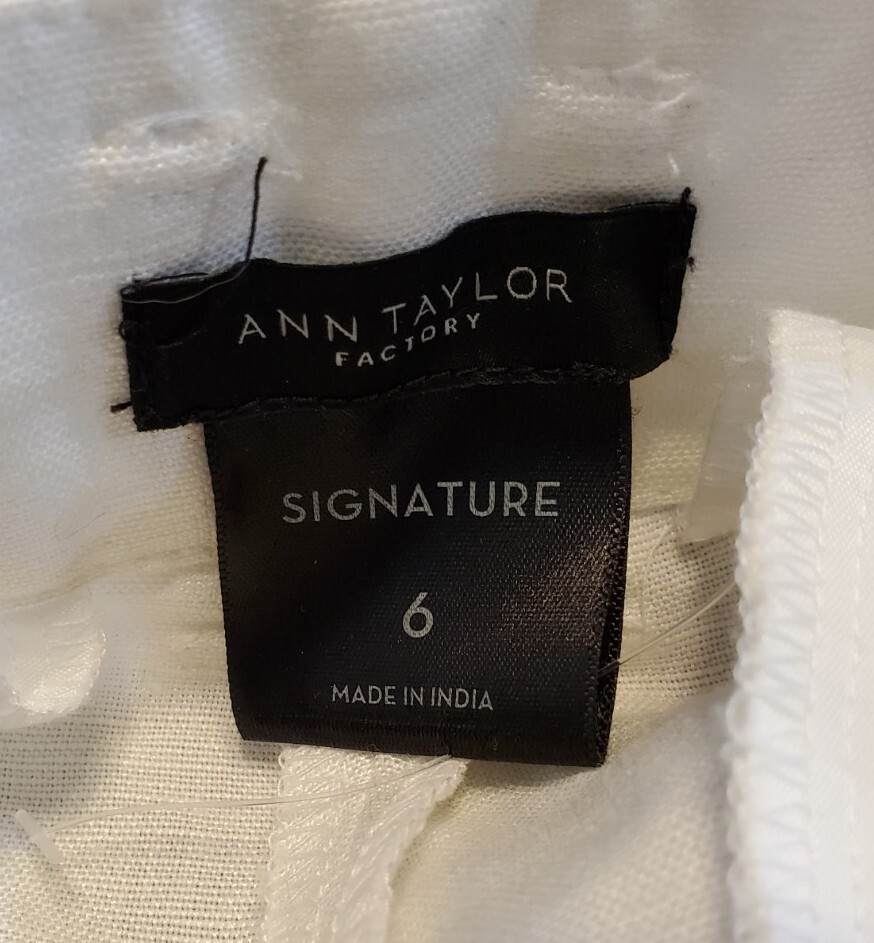 ANN TAYLOR
FACTORY
SIGNATURE
6
MADE IN INDIA